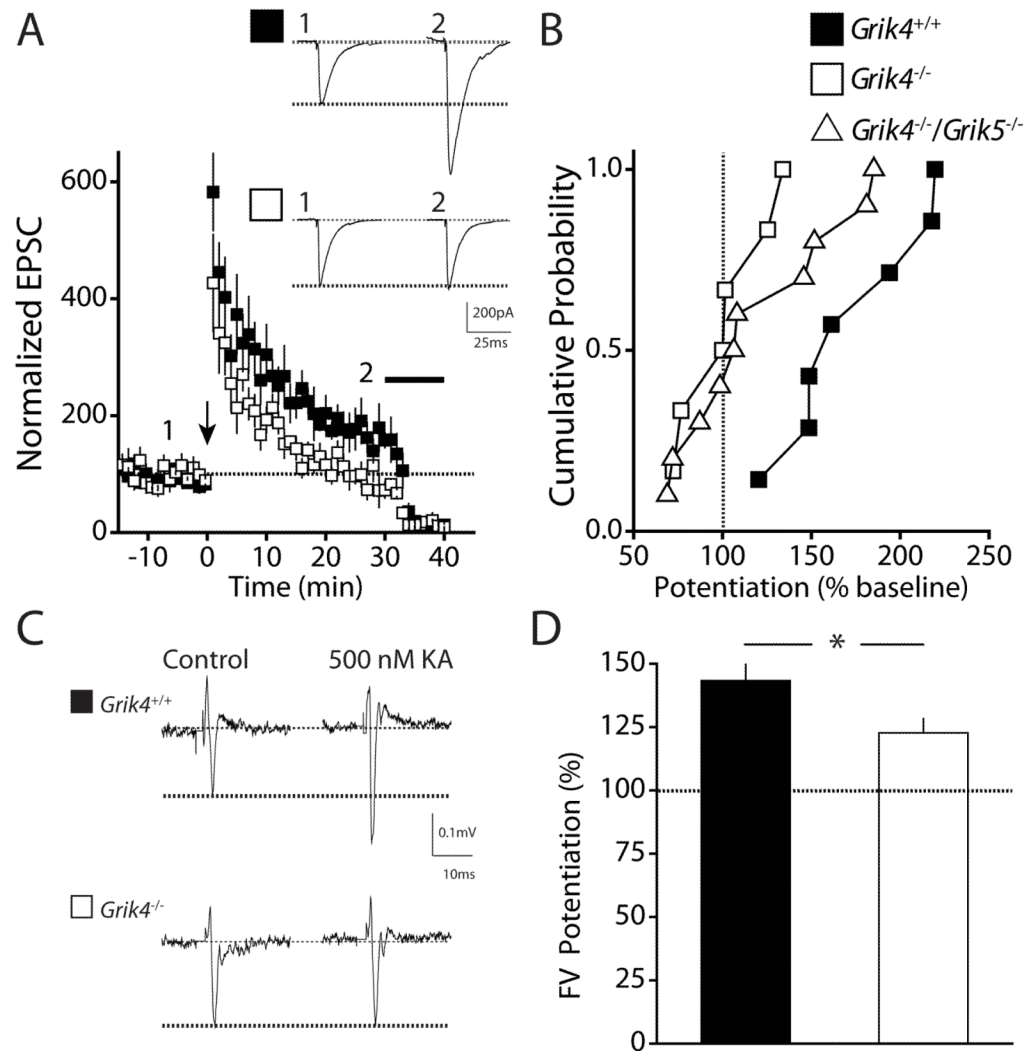 A
1
2
1
2
200pA
25ms
Normalized EPSC
600
400
200
0
1
2
-10
0
10
20
30
40
Time (min)
B
Grik4+/+
Grik4-/-
Grik4-/-/Grik5-/-
Cumulative Probability
1.0
0.5
0.0
50
100
150
200
250
Potentiation (% baseline)
C
Control
500 nM KA
Grik4+/+
0.1mV
10ms
Grik4-/-
D
*
FV Potentiation (%)
150
125
100
75
50
25
0